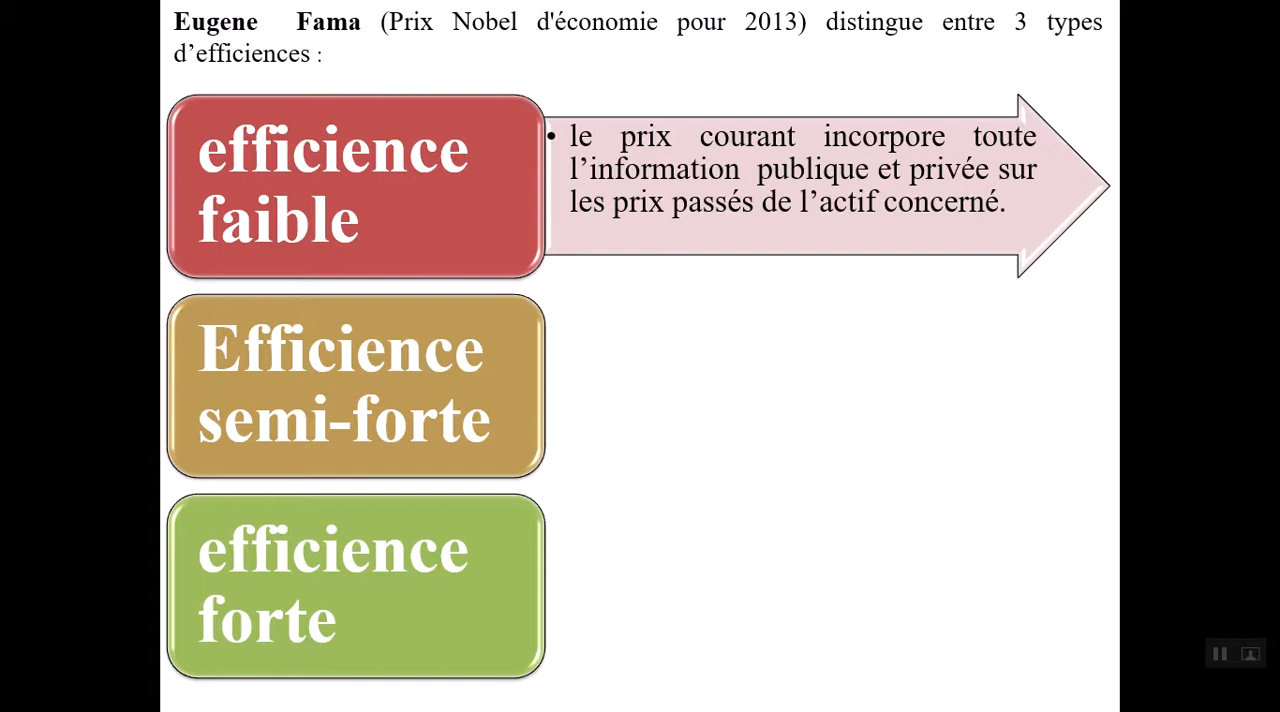 Eugene Fama (Prix Nobel d'économie pour 2013) distingue entre 3 types
d’efficiences :
efficience
faible
• le prix courant incorpore toute
l’information publique et privée sur
les prix passés de l’actif concerné.
Efficience
semi-forte
efficience
forte